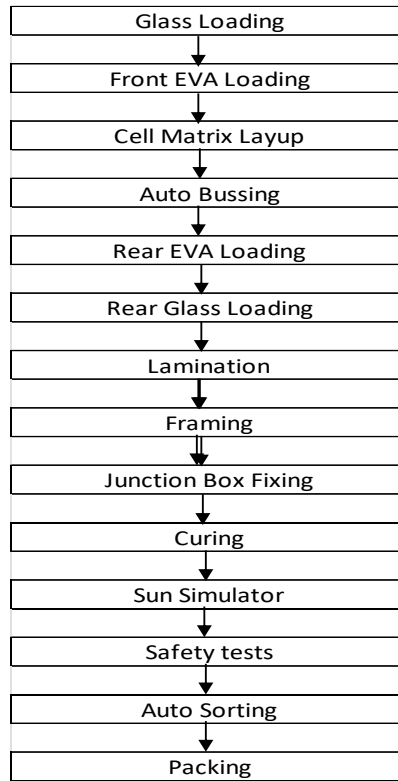 Glass Loading
Front EVA Loading
Cell Matrix Layup
Auto Bussing
Rear EVA Loading
Rear Glass Loading
Lamination
Framing
Junction Box Fixing
Curing
Sun Simulator
Safety tests
Auto Sorting
Packing